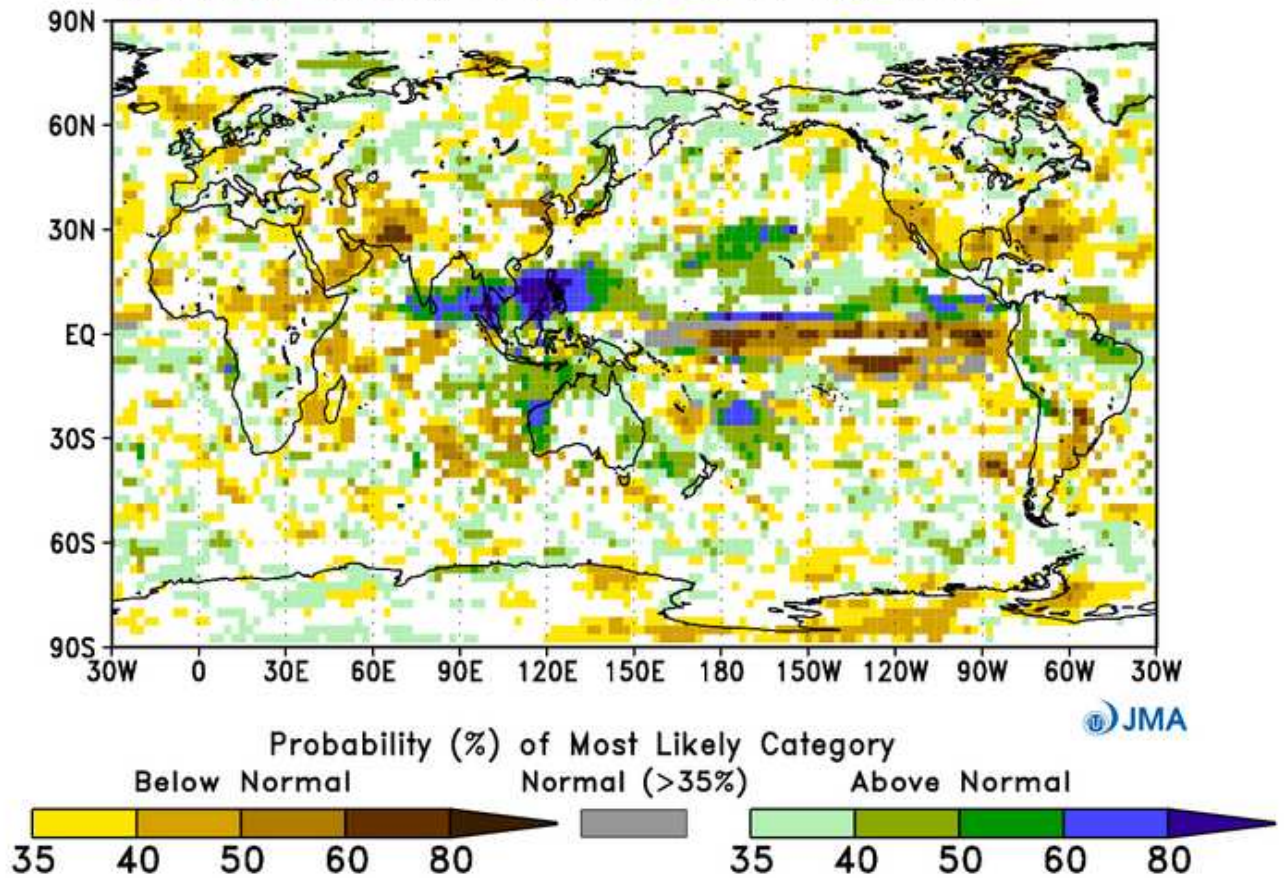 90N
60N
30N
EQ
30S
60S
90S
30W 0 30E 60E 90E 120E 150E 180 150W 120W 90W 60W 30W
JMA
Probability (%) of Most Likely Category
Below Normal Normal (>35%) Above Normal
35 40 50 60 80 35 40 50 60 80